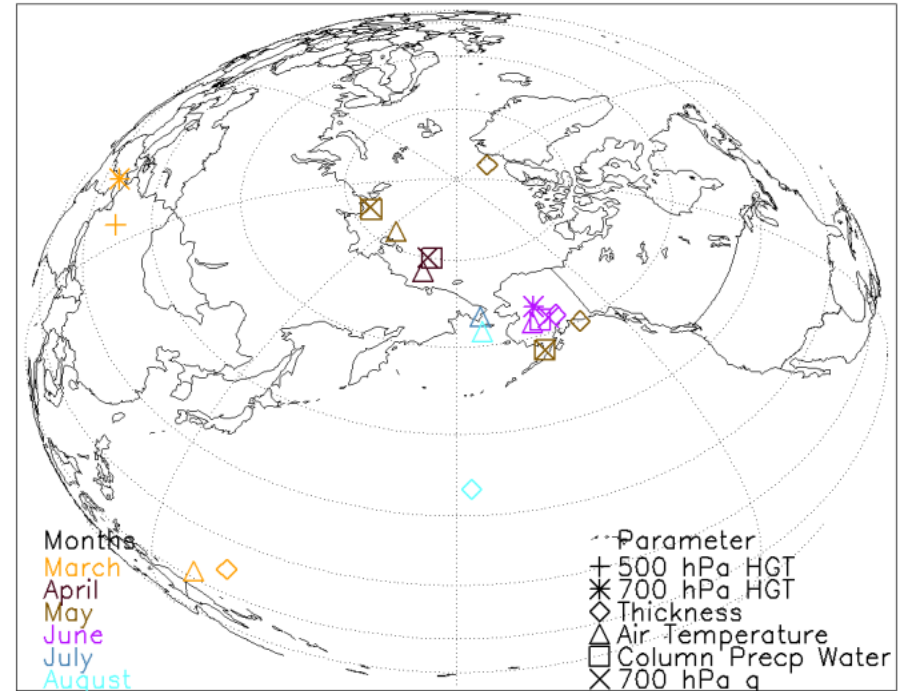 Months
March
April
May
June
July
August
Parameter
500 hPa HGT
700 hPa HGT
Thickness
Air Temperature
Column Precp Water
700 hPa q